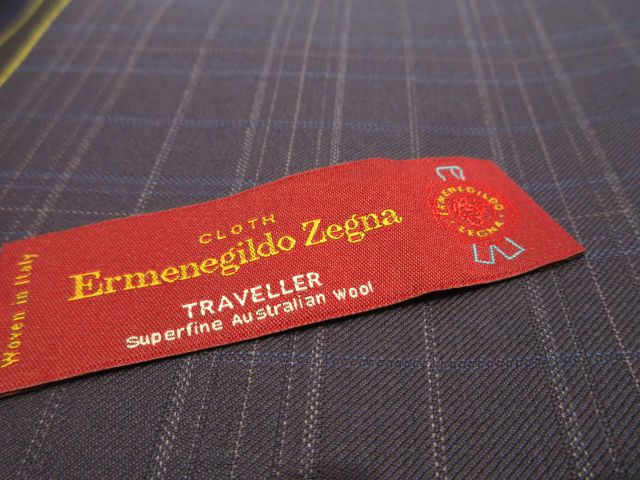 Woven in Italy
CLOTH
Ermenegildo Zegna
TRAVELLER
Superfine Australian Wool
ERMENEGILDO
ZEGNA